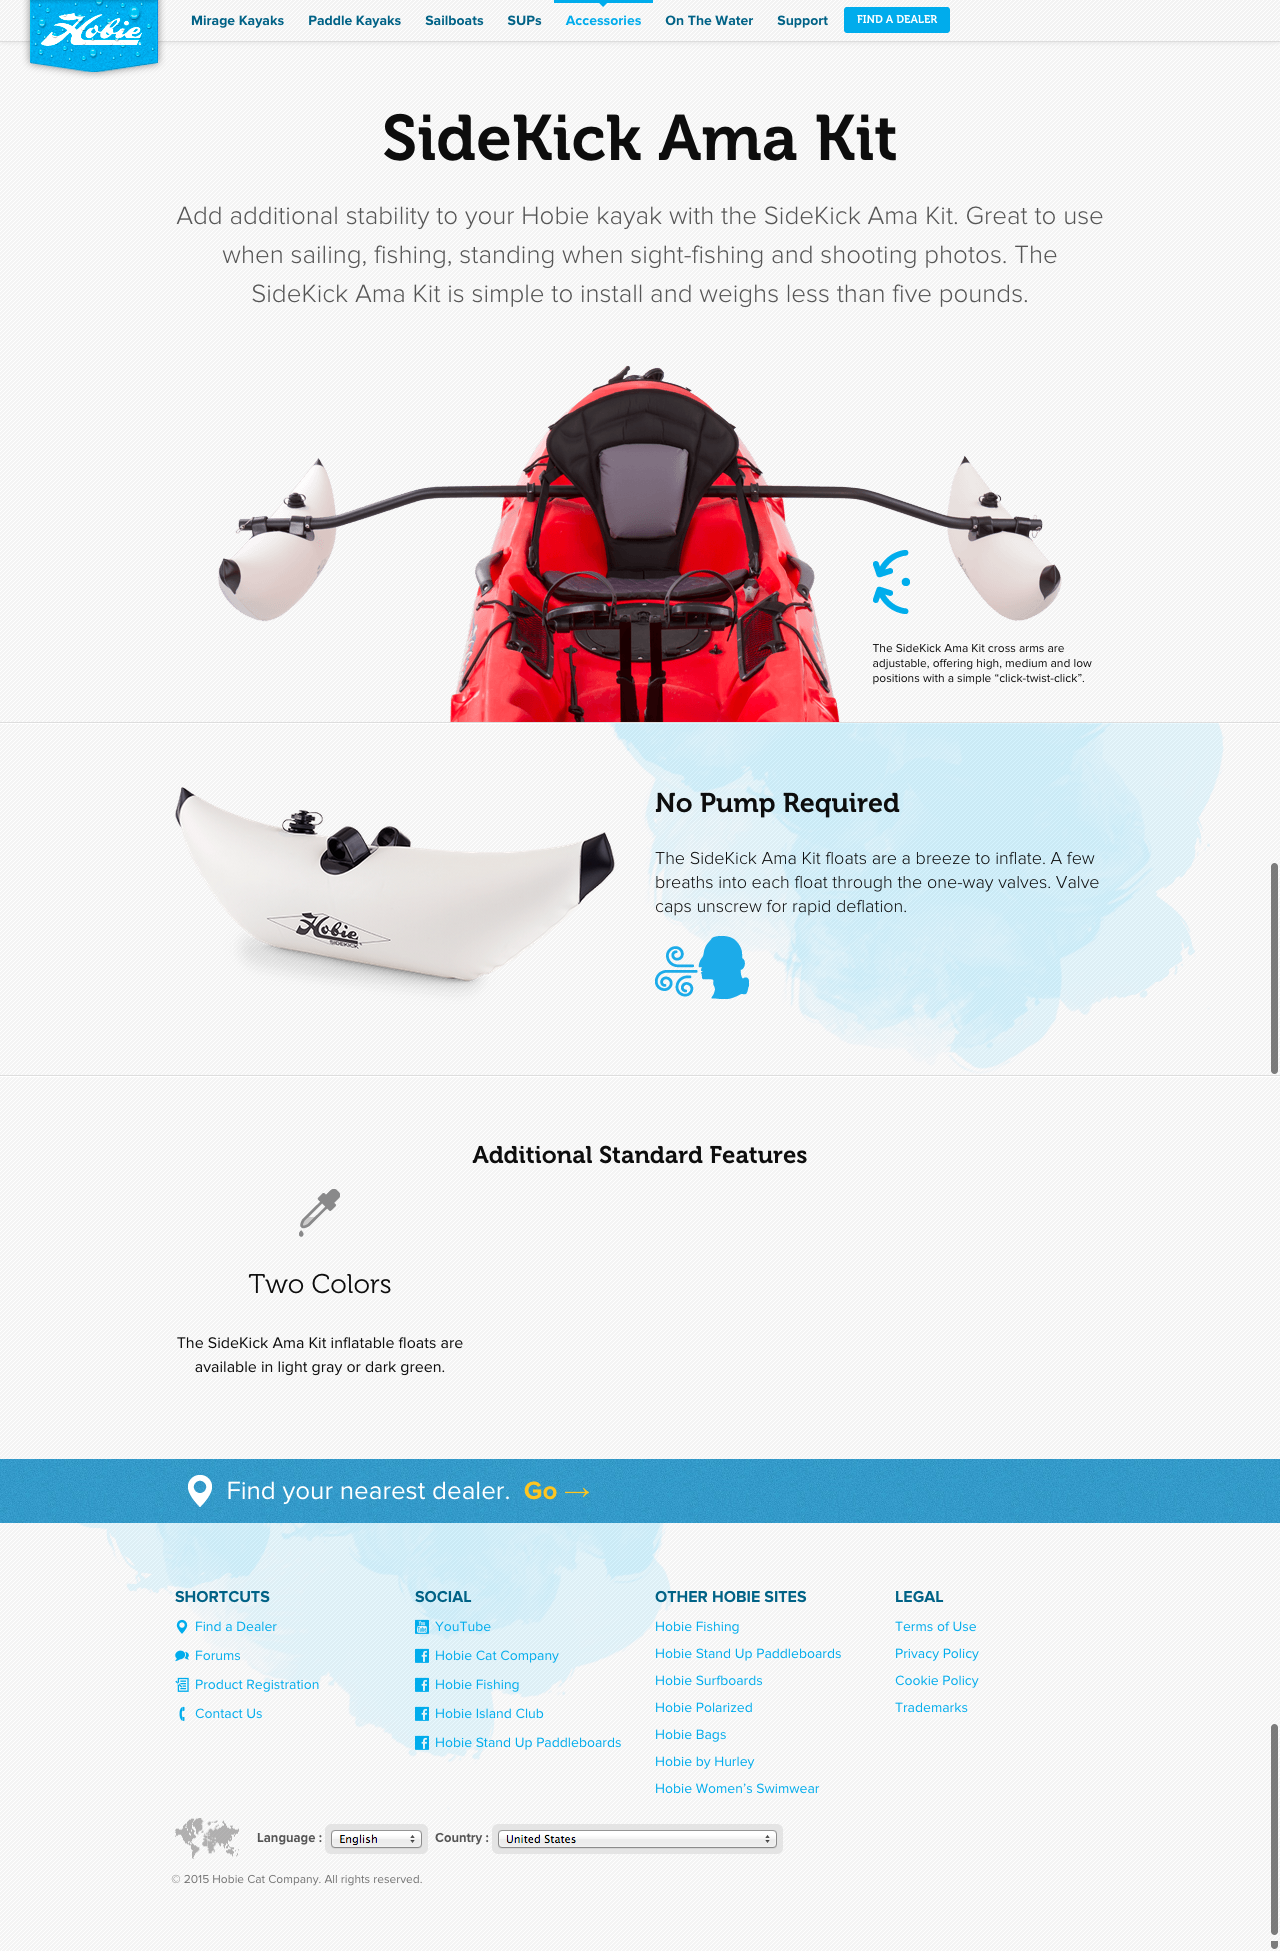 Hobie
Mirage Kayaks
Paddle Kayaks
Sailboats
SUPs
Accessories
On The Water
Support
FIND A DEALER
SideKick Ama Kit
Add additional stability to your Hobie kayak with the SideKick Ama Kit. Great to use
when sailing, fishing, standing when sight-fishing and shooting photos. The
SideKick Ama Kit is simple to install and weighs less than five pounds.
The SideKick Ama Kit cross arms are
adjustable, offering high, medium and low
positions with a simple “click-twist-click”.
Hobie
SIDEKICK
No Pump Required
The SideKick Ama Kit floats are a breeze to inflate. A few
breaths into each float through the one-way valves. Valve
caps unscrew for rapid deflation.
Additional Standard Features
Two Colors
The SideKick Ama Kit inflatable floats are
available in light gray or dark green.
Find your nearest dealer. Go →
SHORTCUTS
Find a Dealer
Forums
Product Registration
Contact Us
SOCIAL
YouTube
Hobie Cat Company
Hobie Fishing
Hobie Island Club
Hobie Stand Up Paddleboards
OTHER HOBIE SITES
Hobie Fishing
Hobie Stand Up Paddleboards
Hobie Surfboards
Hobie Polarized
Hobie Bags
Hobie by Hurley
Hobie Women’s Swimwear
LEGAL
Terms of Use
Privacy Policy
Cookie Policy
Trademarks
Language : English Country : United States
© 2015 Hobie Cat Company. All rights reserved.